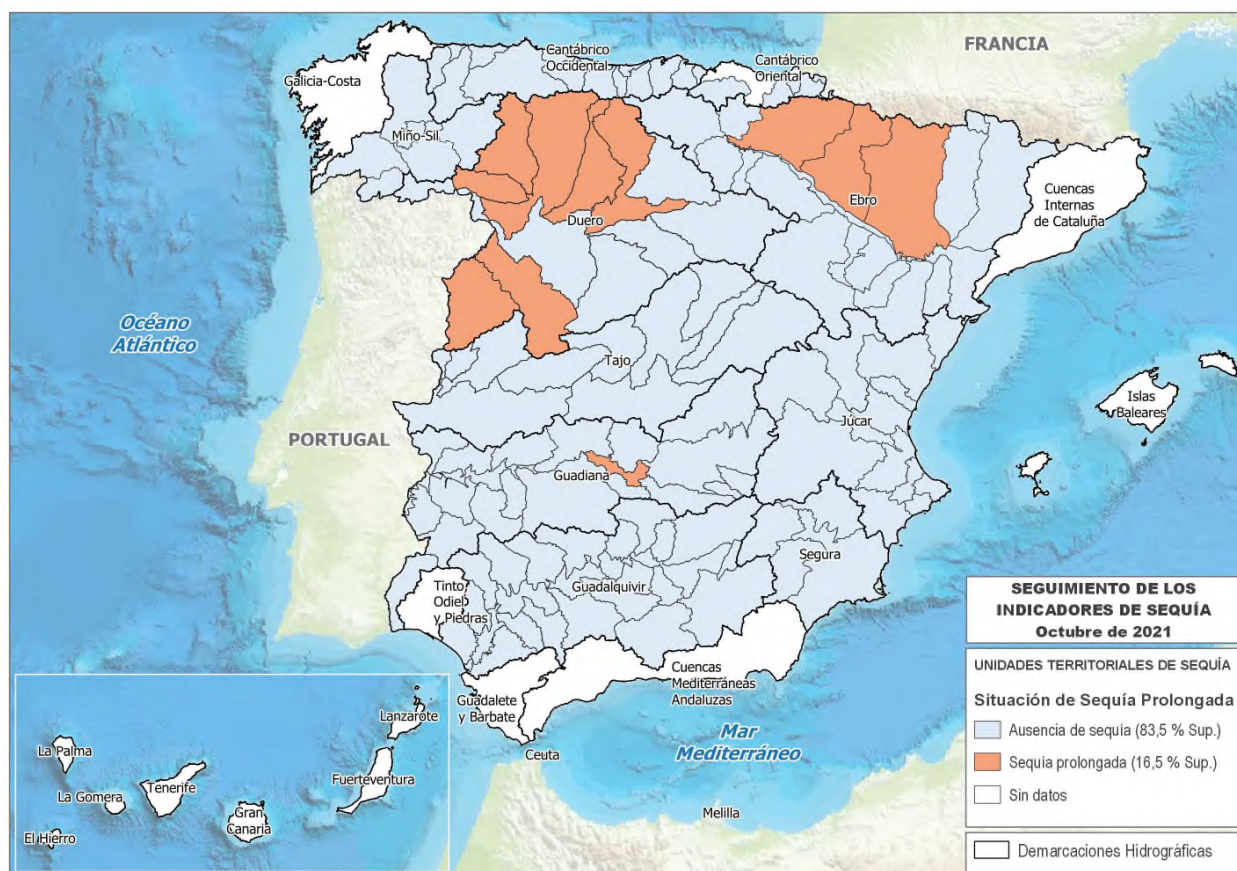 FRANCIA
Cantábrico
Occidental
Cantábrico
Oriental
Galicia-Costa
Miño-Sil
Duero
Ebro
Cuencas
Internas
de Cataluña
Océano
Atlántico
Tajo
PORTUGAL
Júcar
Islas
Baleares
Guadiana
Segura
Guadalquivir
Tinto
Odiel
y Piedras
Cuencas
Mediterráneas
Andaluzas
Guadalete
y Barbate
Ceuta
Mar
Mediterráneo
Melilla
Lanzarote
La Palma
Fuerteventura
Tenerife
La Gomera
Gran
Canaria
El Hierro
SEGUIMIENTO DE LOS
INDICADORES DE SEQUÍA
Octubre de 2021
UNIDADES TERRITORIALES DE SEQUÍA
Situación de Sequía Prolongada
Ausencia de sequía (83,5 % Sup.)
Sequia prolongada (16,5 % Sup.)
Sin datos
Demarcaciones Hidrográficas